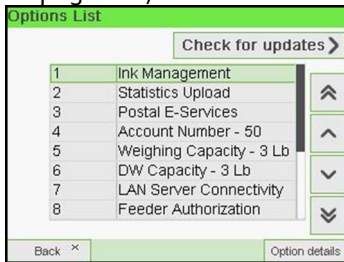 Options List
Check for updates
1 Ink Management
2 Statistics Upload
3 Postal E-Services
4 Account Number - 50
5 Weighing Capacity - 3 Lb
6 DW Capacity - 3 Lb
7 LAN Server Connectivity
8 Feeder Authorization
Back ×
Option details